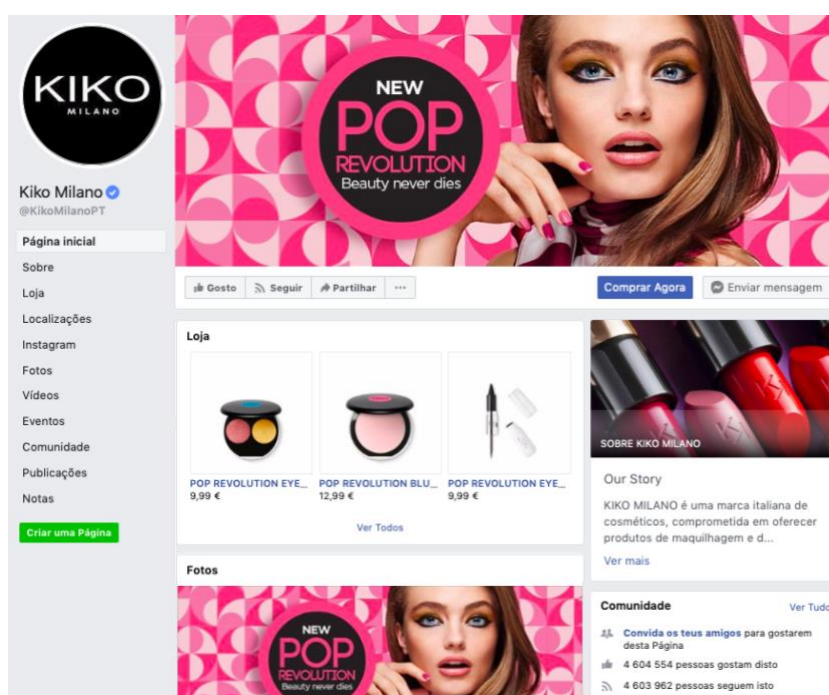 KIKO
MILANO
Kiko Milano
@KikoMilanoPT
Página inicial
Sobre
Loja
Localizações
Instagram
Fotos
Vídeos
Eventos
Comunidade
Publicações
Notas
Criar uma Página
NEW
POP
REVOLUTION
Beauty never dies
Gosto Seguir Partilhar ...
Comprar Agora Enviar mensagem
Loja
POP REVOLUTION EYE_ POP REVOLUTION BLU_ POP REVOLUTION EYE_
9,99 € 12,99 € 9,99 €
Ver Todos
Fotos
NEW
POP
REVOLUTION
Beauty never dies
SOBRE KIKO MILANO
Our Story
KIKO MILANO é uma marca italiana de
cosméticos, comprometida em oferecer
produtos de maquilhagem e d...
Ver mais
Comunidade Ver Tudo
Convida os teus amigos para gostarem
desta Página
4 604 554 pessoas gostam disto
4 603 962 pessoas seguem isto